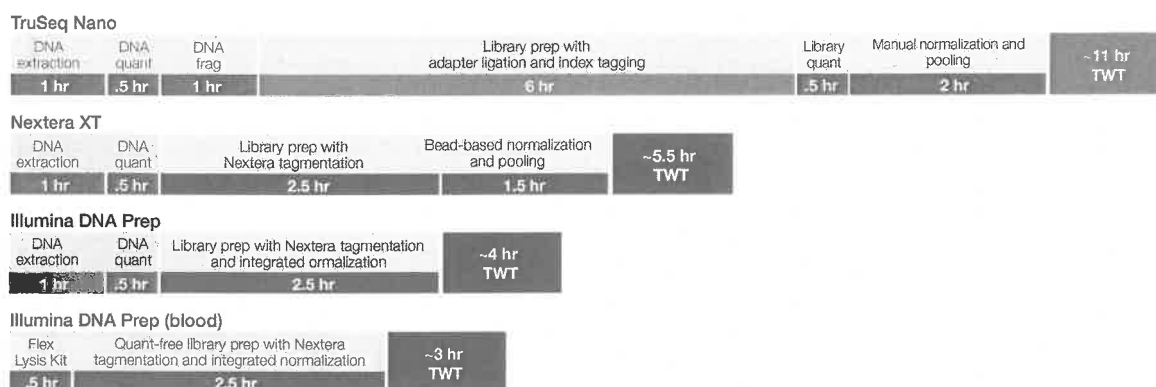 TruSeq Nano
DNA extraction
DNA quant
DNA frag
Library prep with
adapter ligation and index tagging
Library quant
Manual normalization and pooling
~11 hr TWT
1 hr
.5 hr
1 hr
6 hr
.5 hr
2 hr
Nextera XT
DNA extraction
DNA quant
Library prep with
Nextera tagmentation
Bead-based normalization
and pooling
~5.5 hr
TWT
1 hr
.5 hr
2.5 hr
1.5 hr
Illumina DNA Prep
DNA extraction
DNA quant
Library prep with Nextera tagmentation
and integrated ormalization
~4 hr
TWT
1 hr
.5 hr
2.5 hr
Illumina DNA Prep (blood)
Flex
Lysis Kit
Quant-free library prep with Nextera
tagmentation and integrated normalization
~3 hr
TWT
.5 hr
2.5 hr